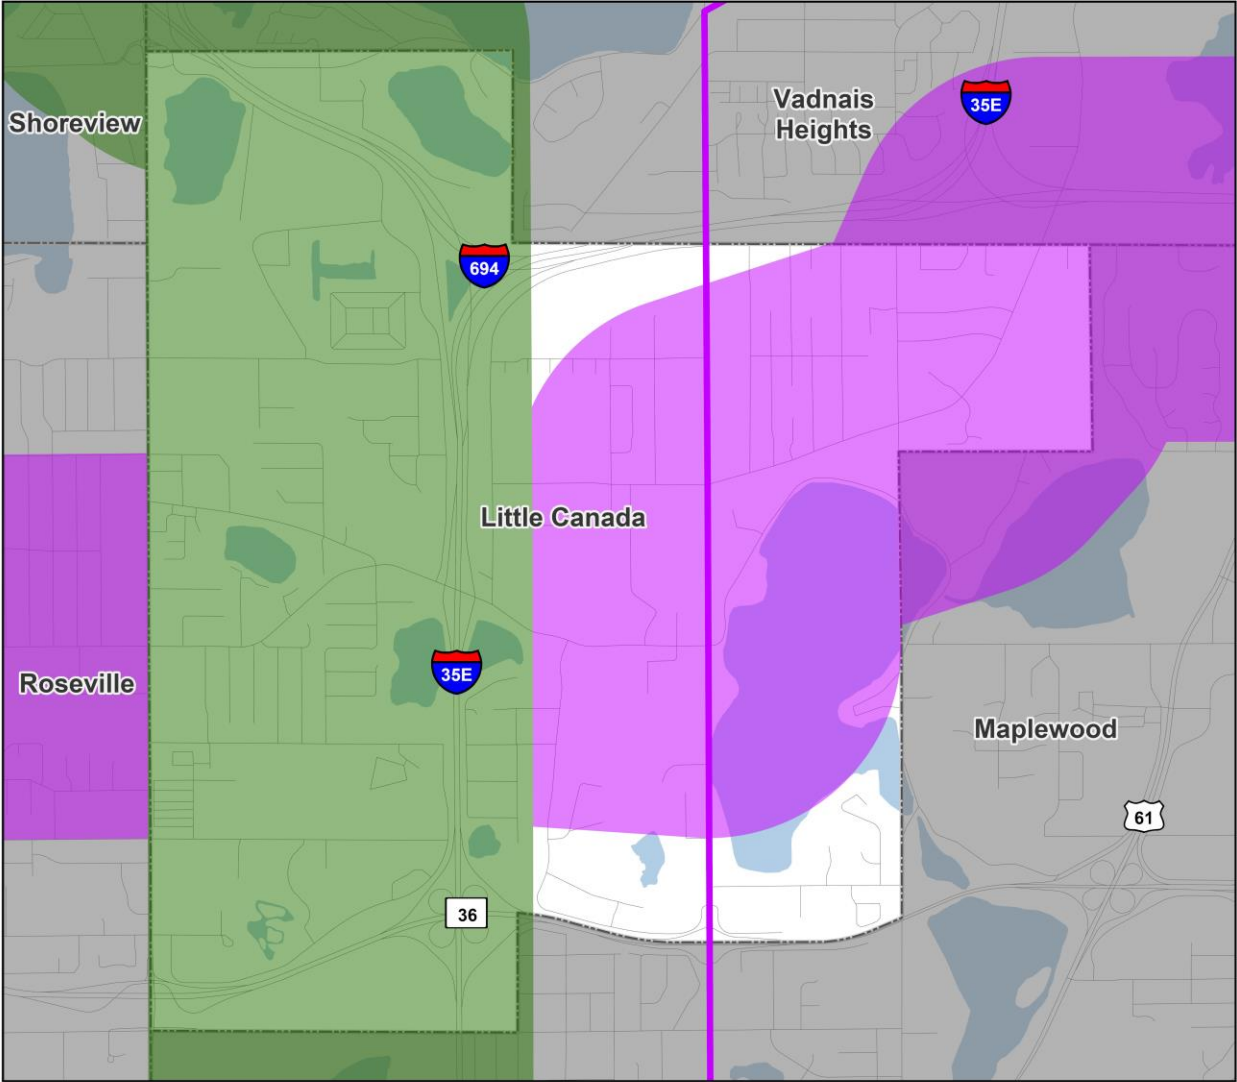 Vadnais
Heights
35E
Shoreview
694
Little Canada
35E
Roseville
Maplewood
61
36